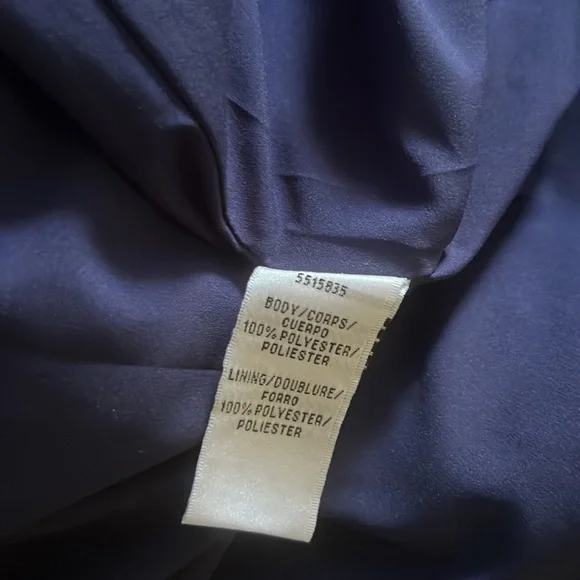 5515835
BODY/CORPS/
CUERPO
100% POLYESTER/
POLIESTER
LINING/DOUBLURE/
FORRO
100% POLYESTER/
POLIESTER